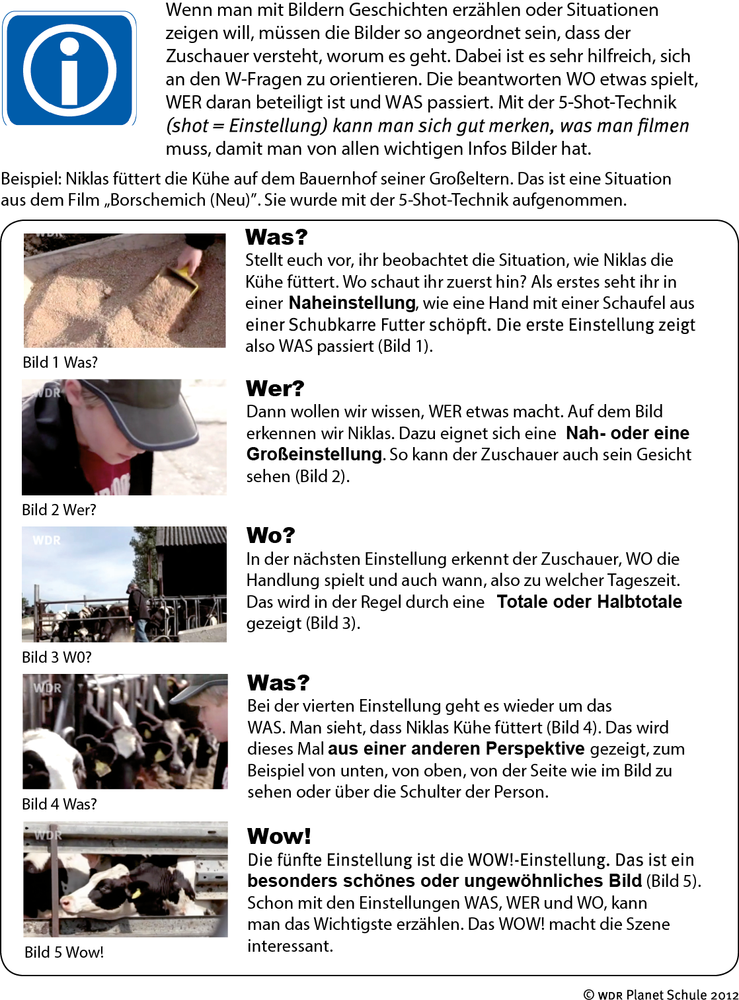 Wenn man mit Bildern Geschichten erzählen oder Situationen
zeigen will, müssen die Bilder so angeordnet sein, dass der
Zuschauer versteht, worum es geht. Dabei ist es sehr hilfreich, sich
an den W-Fragen zu orientieren. Die beantworten WO etwas spielt,
WER daran beteiligt ist und WAS passiert. Mit der 5-Shot-Technik
(shot = Einstellung) kann man sich gut merken, was man filmen
muss, damit man von allen wichtigen Infos Bilder hat.
Beispiel: Niklas füttert die Kühe auf dem Bauernhof seiner Großeltern. Das ist eine Situation
aus dem Film „Borschemich (Neu)”. Sie wurde mit der 5-Shot-Technik aufgenommen.
WDR
Bild 1 Was?
Was?
Stellt euch vor, ihr beobachtet die Situation, wie Niklas die
Kühe füttert. Wo schaut ihr zuerst hin? Als erstes seht ihr in
einer Naheinstellung, wie eine Hand mit einer Schaufel aus
einer Schubkarre Futter schöpft. Die erste Einstellung zeigt
also WAS passiert (Bild 1).
WDR
Bild 2 Wer?
Wer?
Dann wollen wir wissen, WER etwas macht. Auf dem Bild
erkennen wir Niklas. Dazu eignet sich eine Nah- oder eine
Großeinstellung. So kann der Zuschauer auch sein Gesicht
sehen (Bild 2).
WDR
Bild 3 W0?
Wo?
In der nächsten Einstellung erkennt der Zuschauer, WO die
Handlung spielt und auch wann, also zu welcher Tageszeit.
Das wird in der Regel durch eine Totale oder Halbtotale
gezeigt (Bild 3).
WDR
Bild 4 Was?
Was?
Bei der vierten Einstellung geht es wieder um das
WAS. Man sieht, dass Niklas Kühe füttert (Bild 4). Das wird
dieses Mal aus einer anderen Perspektive gezeigt, zum
Beispiel von unten, von oben, von der Seite wie im Bild zu
sehen oder über die Schulter der Person.
WDR
Bild 5 Wow!
Wow!
Die fünfte Einstellung ist die WOW!-Einstellung. Das ist ein
besonders schönes oder ungewöhnliches Bild (Bild 5).
Schon mit den Einstellungen WAS, WER und WO, kann
man das Wichtigste erzählen. Das WOW! macht die Szene
interessant.
© WDR Planet Schule 2012